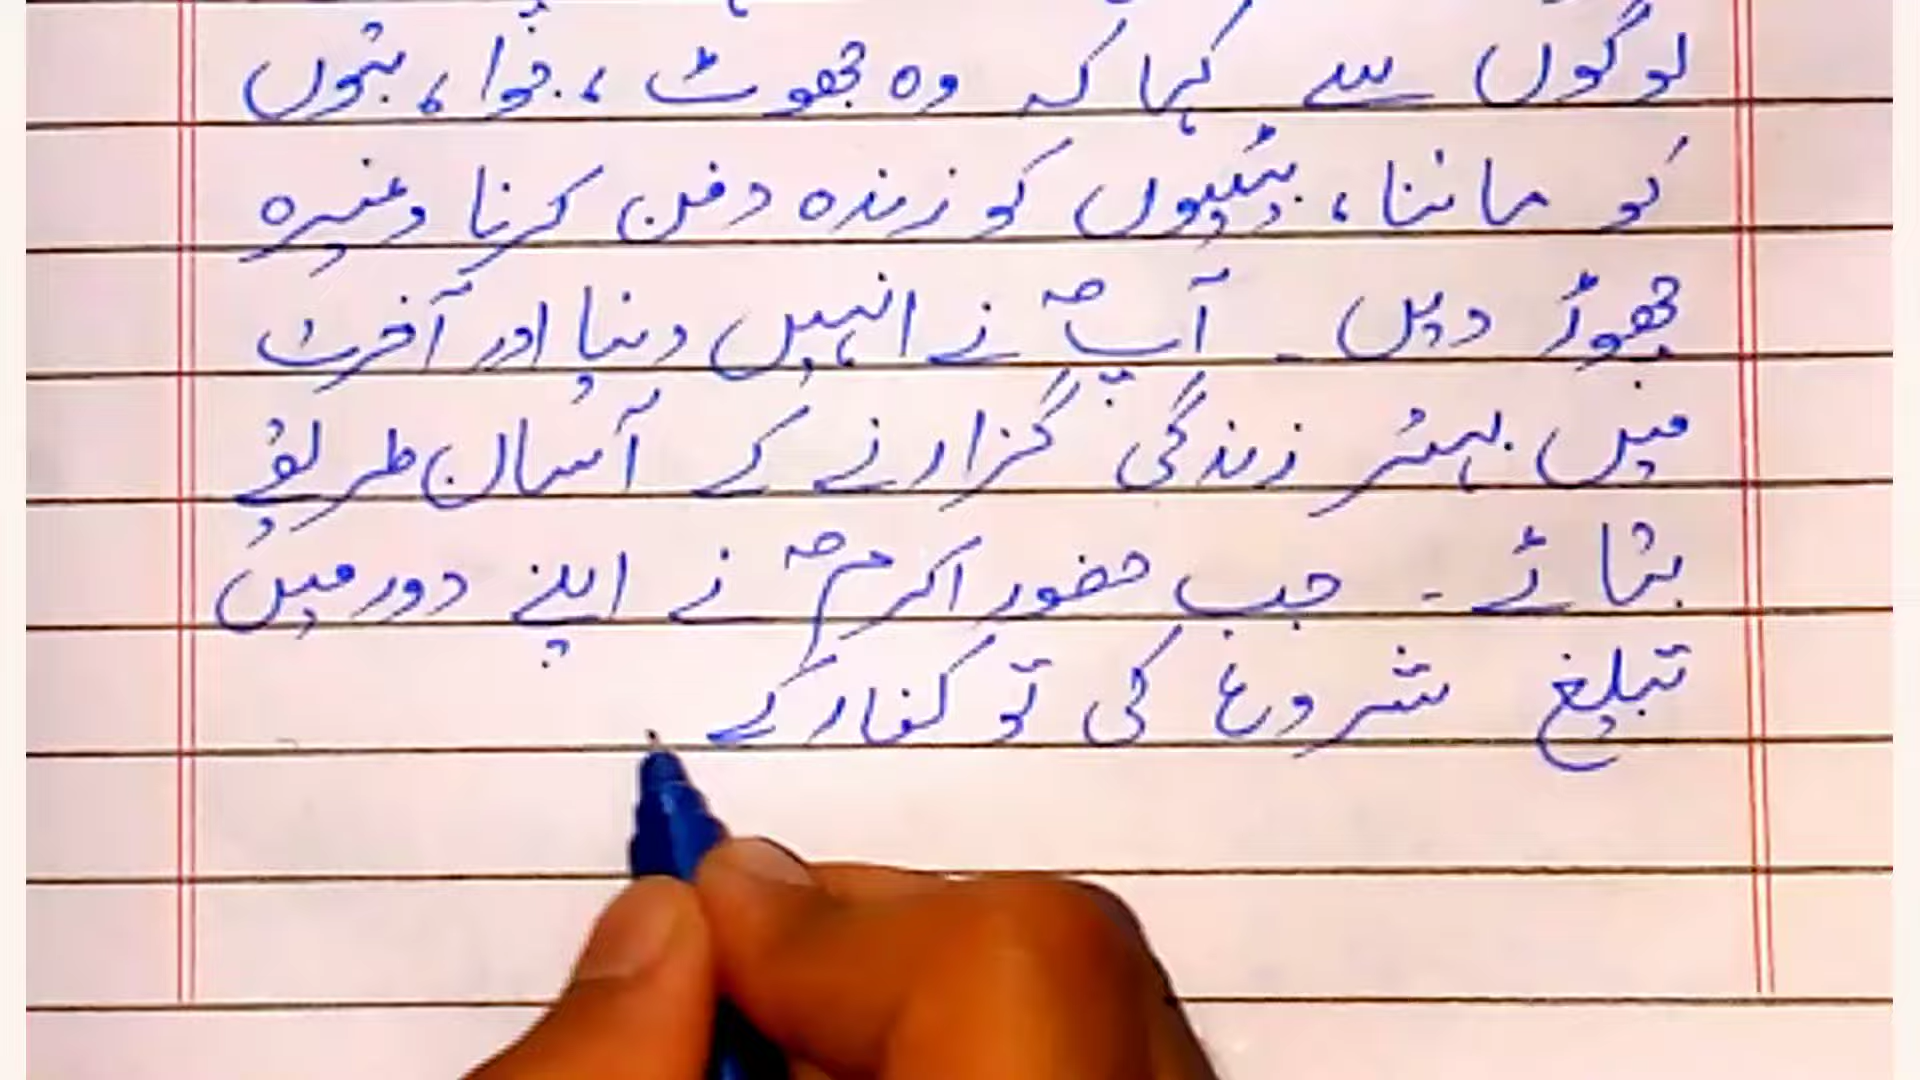 لوگوں سے کہا کہ وہ جھوٹ ، جوا ، بتوں
کو ماننا ، بیٹیوں کو زندہ دفن کرنا وغیرہ
چھوڑ دیں ۔ آپؐ نے انہیں دنیا اور آخرت
میں بہتر زندگی گزارنے کے آسان طریقے
بتائے ۔ جب حضور اکرمؐ نے اپنے دور میں
تبلیغ شروع کی تو کفار کے